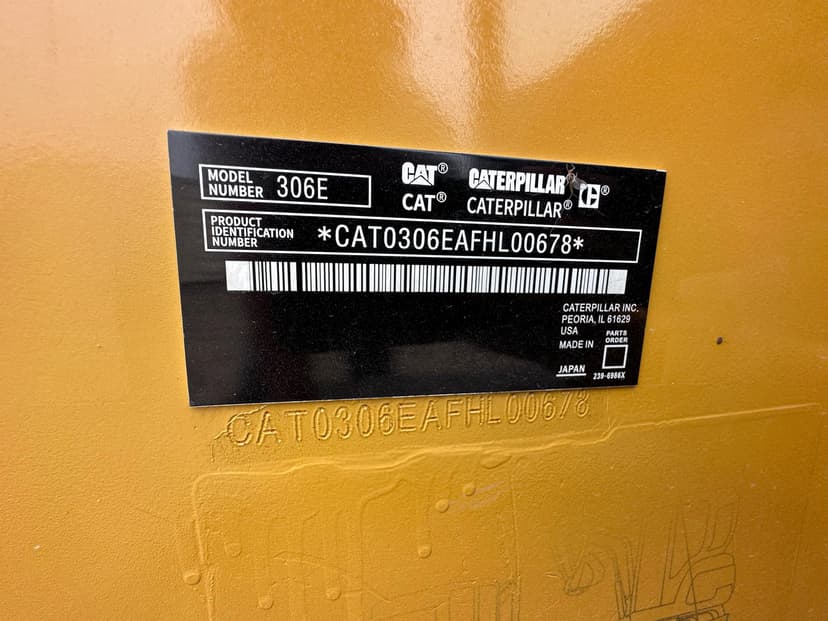 MODEL NUMBER 306E
CAT® CATERPILLAR® C®
CAT® CATERPILLAR®
PRODUCT IDENTIFICATION NUMBER *CAT0306EAFHL00678*
CATERPILLAR INC.
PEORIA, IL 61629
USA
PARTS ORDER
MADE IN
JAPAN
239-6986X
CAT0306EAFHL00678